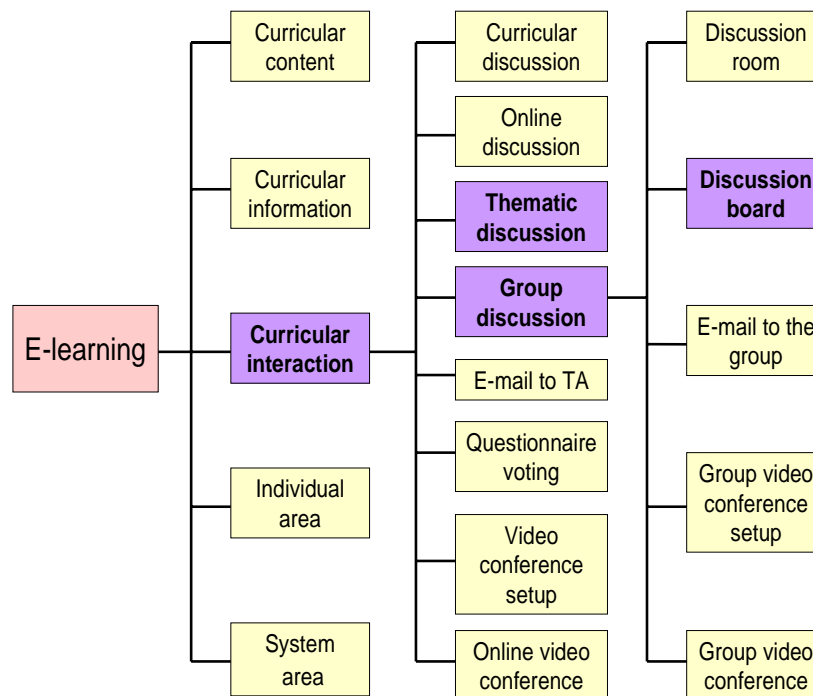 E-learning
Curricular
content
Curricular
information
Curricular
interaction
Individual
area
System
area
Curricular
discussion
Online
discussion
Thematic
discussion
Group
discussion
E-mail to TA
Questionnaire
voting
Video
conference
setup
Online video
conference
Discussion
room
Discussion
board
E-mail to the
group
Group video
conference
setup
Group video
conference